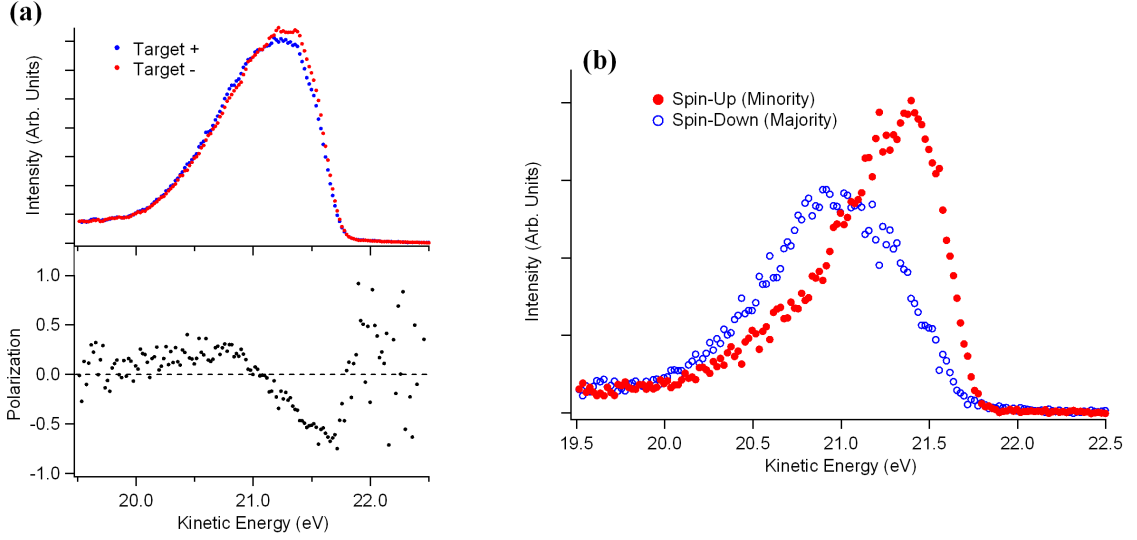 (a)
Target +
Target -
Intensity (Arb. Units)
1.0
0.5
0.0
-0.5
-1.0
Polarization
20.0 21.0 22.0
Kinetic Energy (eV)
(b)
Spin-Up (Minority)
Spin-Down (Majority)
Intensity (Arb. Units)
19.5 20.0 20.5 21.0 21.5 22.0 22.5
Kinetic Energy (eV)